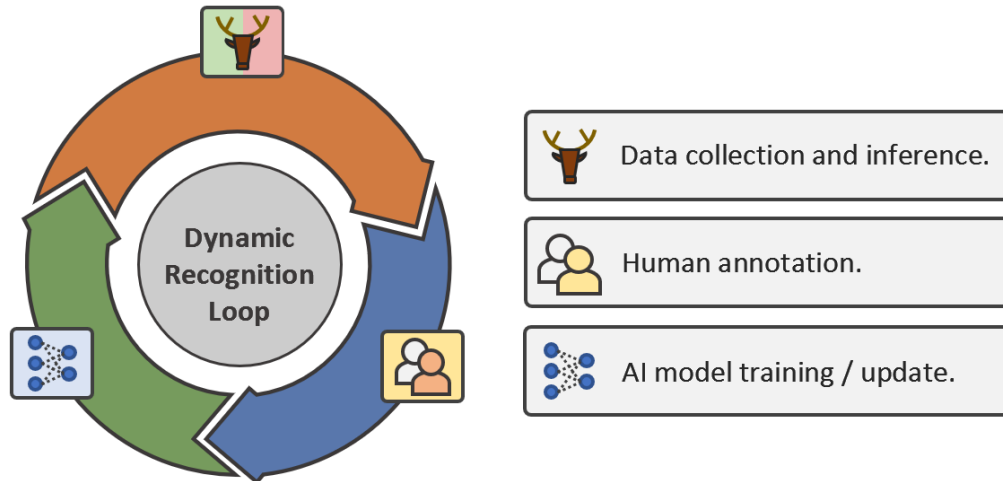 Dynamic
Recognition
Loop
Data collection and inference.
Human annotation.
AI model training / update.